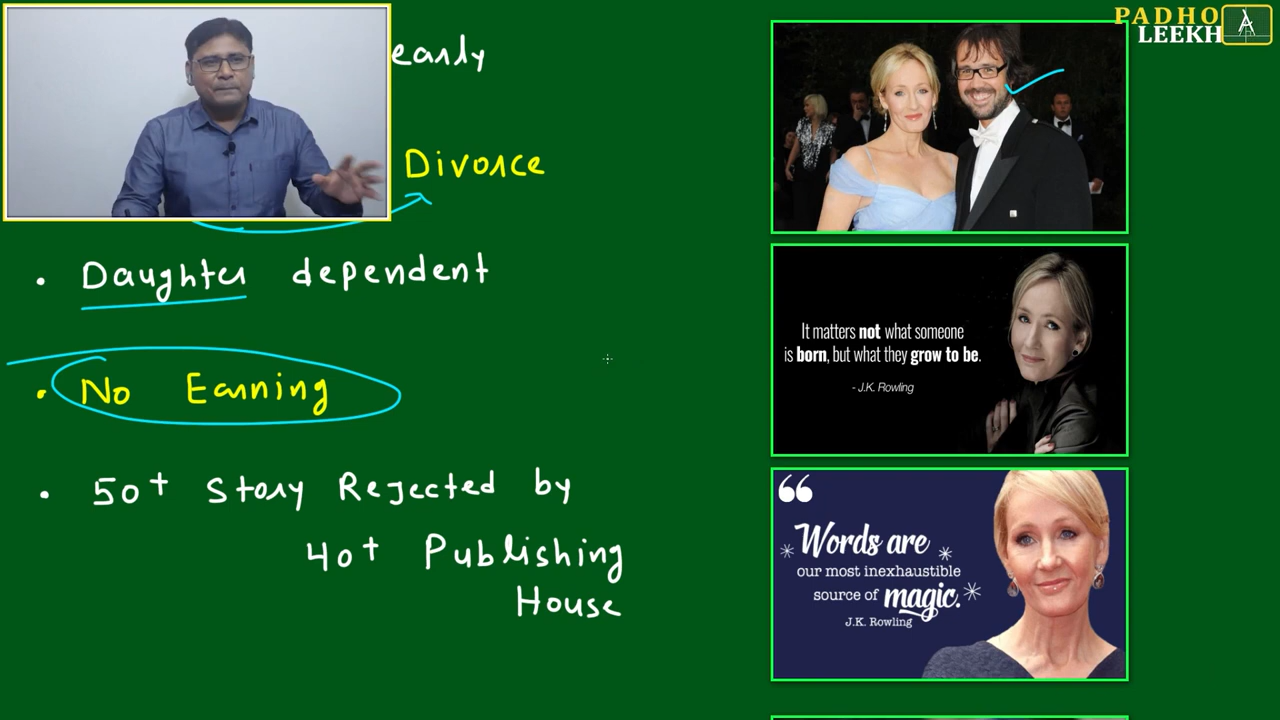 early
Divorce
• Daughter dependent
• No Earning
• 50+ Story Rejected by
40+ Publishing
House
PADHO
LEEKH
It matters not what someone
is born, but what they grow to be.
- J.K. Rowling
“
Words are
our most inexhaustible
source of magic.
J.K. Rowling